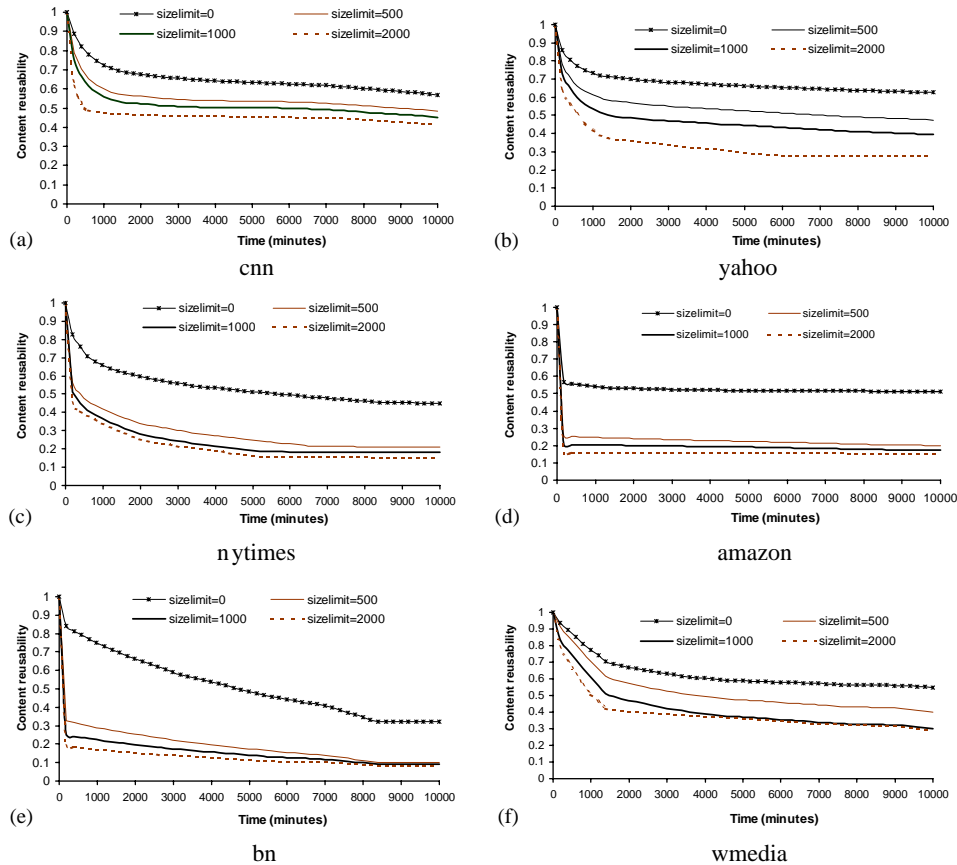 sizelimit=0 sizelimit=500
sizelimit=1000 sizelimit=2000
Content reusability
1
0.9
0.8
0.7
0.6
0.5
0.4
0.3
0.2
0.1
0
0 1000 2000 3000 4000 5000 6000 7000 8000 9000 10000
Time (minutes)
(a)
cnn
sizelimit=0 sizelimit=500
sizelimit=1000 sizelimit=2000
Content reusability
1
0.9
0.8
0.7
0.6
0.5
0.4
0.3
0.2
0.1
0
0 1000 2000 3000 4000 5000 6000 7000 8000 9000 10000
Time (minutes)
(b)
yahoo
sizelimit=0 sizelimit=500
sizelimit=1000 sizelimit=2000
Content reusability
1
0.9
0.8
0.7
0.6
0.5
0.4
0.3
0.2
0.1
0
0 1000 2000 3000 4000 5000 6000 7000 8000 9000 10000
Time (minutes)
(c)
nytimes
sizelimit=0 sizelimit=500
sizelimit=1000 sizelimit=2000
Content reusability
1
0.9
0.8
0.7
0.6
0.5
0.4
0.3
0.2
0.1
0
0 1000 2000 3000 4000 5000 6000 7000 8000 9000 10000
Time (minutes)
(d)
amazon
sizelimit=0 sizelimit=500
sizelimit=1000 sizelimit=2000
Content reusability
1
0.9
0.8
0.7
0.6
0.5
0.4
0.3
0.2
0.1
0
0 1000 2000 3000 4000 5000 6000 7000 8000 9000 10000
Time (minutes)
(e)
bn
sizelimit=0 sizelimit=500
sizelimit=1000 sizelimit=2000
Content reusability
1
0.9
0.8
0.7
0.6
0.5
0.4
0.3
0.2
0.1
0
0 1000 2000 3000 4000 5000 6000 7000 8000 9000 10000
Time (minutes)
(f)
wmedia